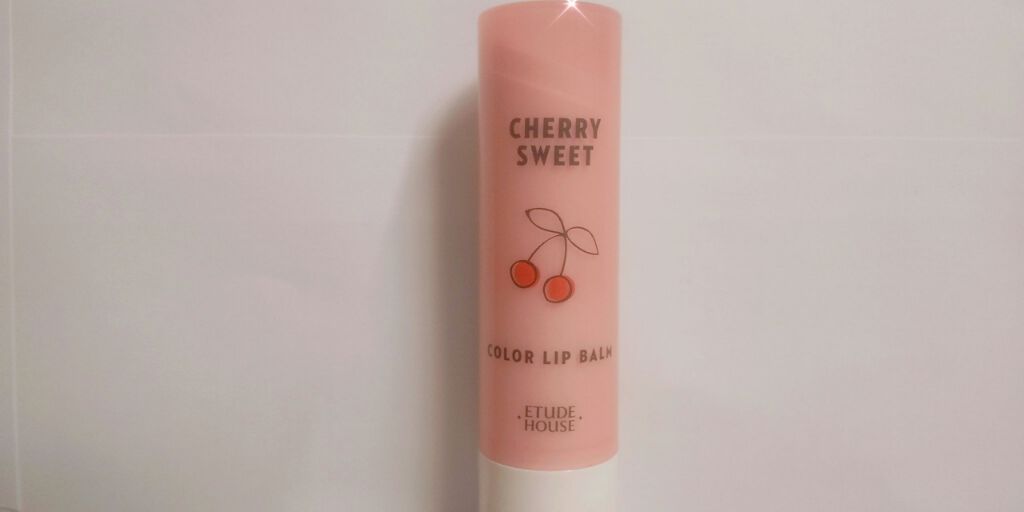 CHERRY
SWEET
COLOR LIP BALM
ETUDE
HOUSE